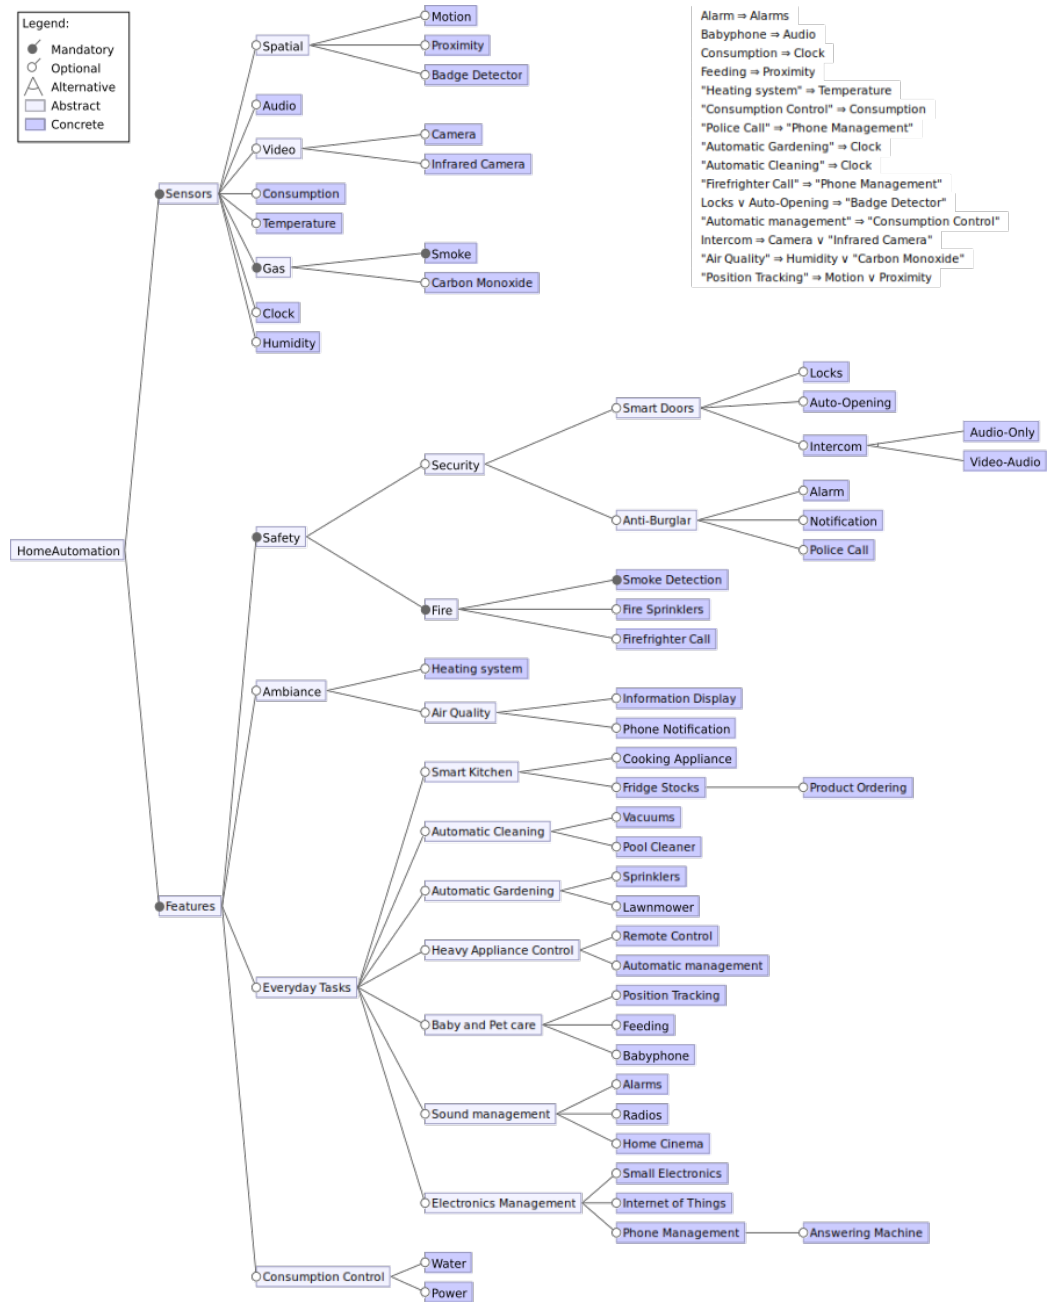 Legend:
Mandatory
Optional
Alternative
Abstract
Concrete
Alarm ⇒ Alarms
Babyphone ⇒ Audio
Consumption ⇒ Clock
Feeding ⇒ Proximity
"Heating system" ⇒ Temperature
"Consumption Control" ⇒ Consumption
"Police Call" ⇒ "Phone Management"
"Automatic Gardening" ⇒ Clock
"Automatic Cleaning" ⇒ Clock
"Firefrighter Call" ⇒ "Phone Management"
Locks ∨ Auto-Opening ⇒ "Badge Detector"
"Automatic management" ⇒ "Consumption Control"
Intercom ⇒ Camera ∨ "Infrared Camera"
"Air Quality" ⇒ Humidity ∨ "Carbon Monoxide"
"Position Tracking" ⇒ Motion ∨ Proximity
HomeAutomation
Sensors
Spatial
Motion
Proximity
Badge Detector
Audio
Video
Camera
Infrared Camera
Consumption
Temperature
Gas
Smoke
Carbon Monoxide
Clock
Humidity
Features
Safety
Security
Smart Doors
Locks
Auto-Opening
Intercom
Audio-Only
Video-Audio
Anti-Burglar
Alarm
Notification
Police Call
Fire
Smoke Detection
Fire Sprinklers
Firefrighter Call
Ambiance
Heating system
Air Quality
Information Display
Phone Notification
Everyday Tasks
Smart Kitchen
Cooking Appliance
Fridge Stocks
Product Ordering
Automatic Cleaning
Vacuums
Pool Cleaner
Automatic Gardening
Sprinklers
Lawnmower
Heavy Appliance Control
Remote Control
Automatic management
Baby and Pet care
Position Tracking
Feeding
Babyphone
Sound management
Alarms
Radios
Home Cinema
Electronics Management
Small Electronics
Internet of Things
Phone Management
Answering Machine
Consumption Control
Water
Power